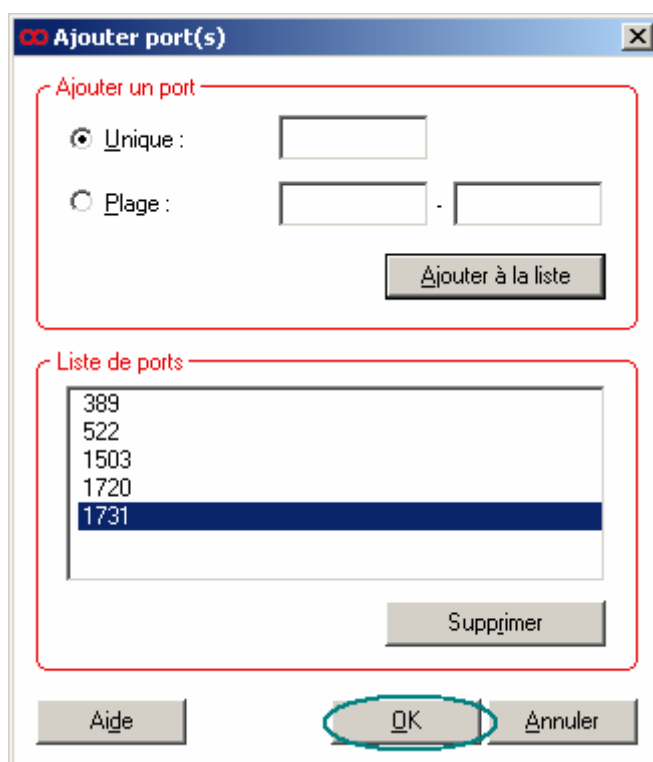 Ajouter port(s)
Ajouter un port
Unique :
Plage : -
Ajouter à la liste
Liste de ports
389
522
1503
1720
1731
Supprimer
Aide OK Annuler